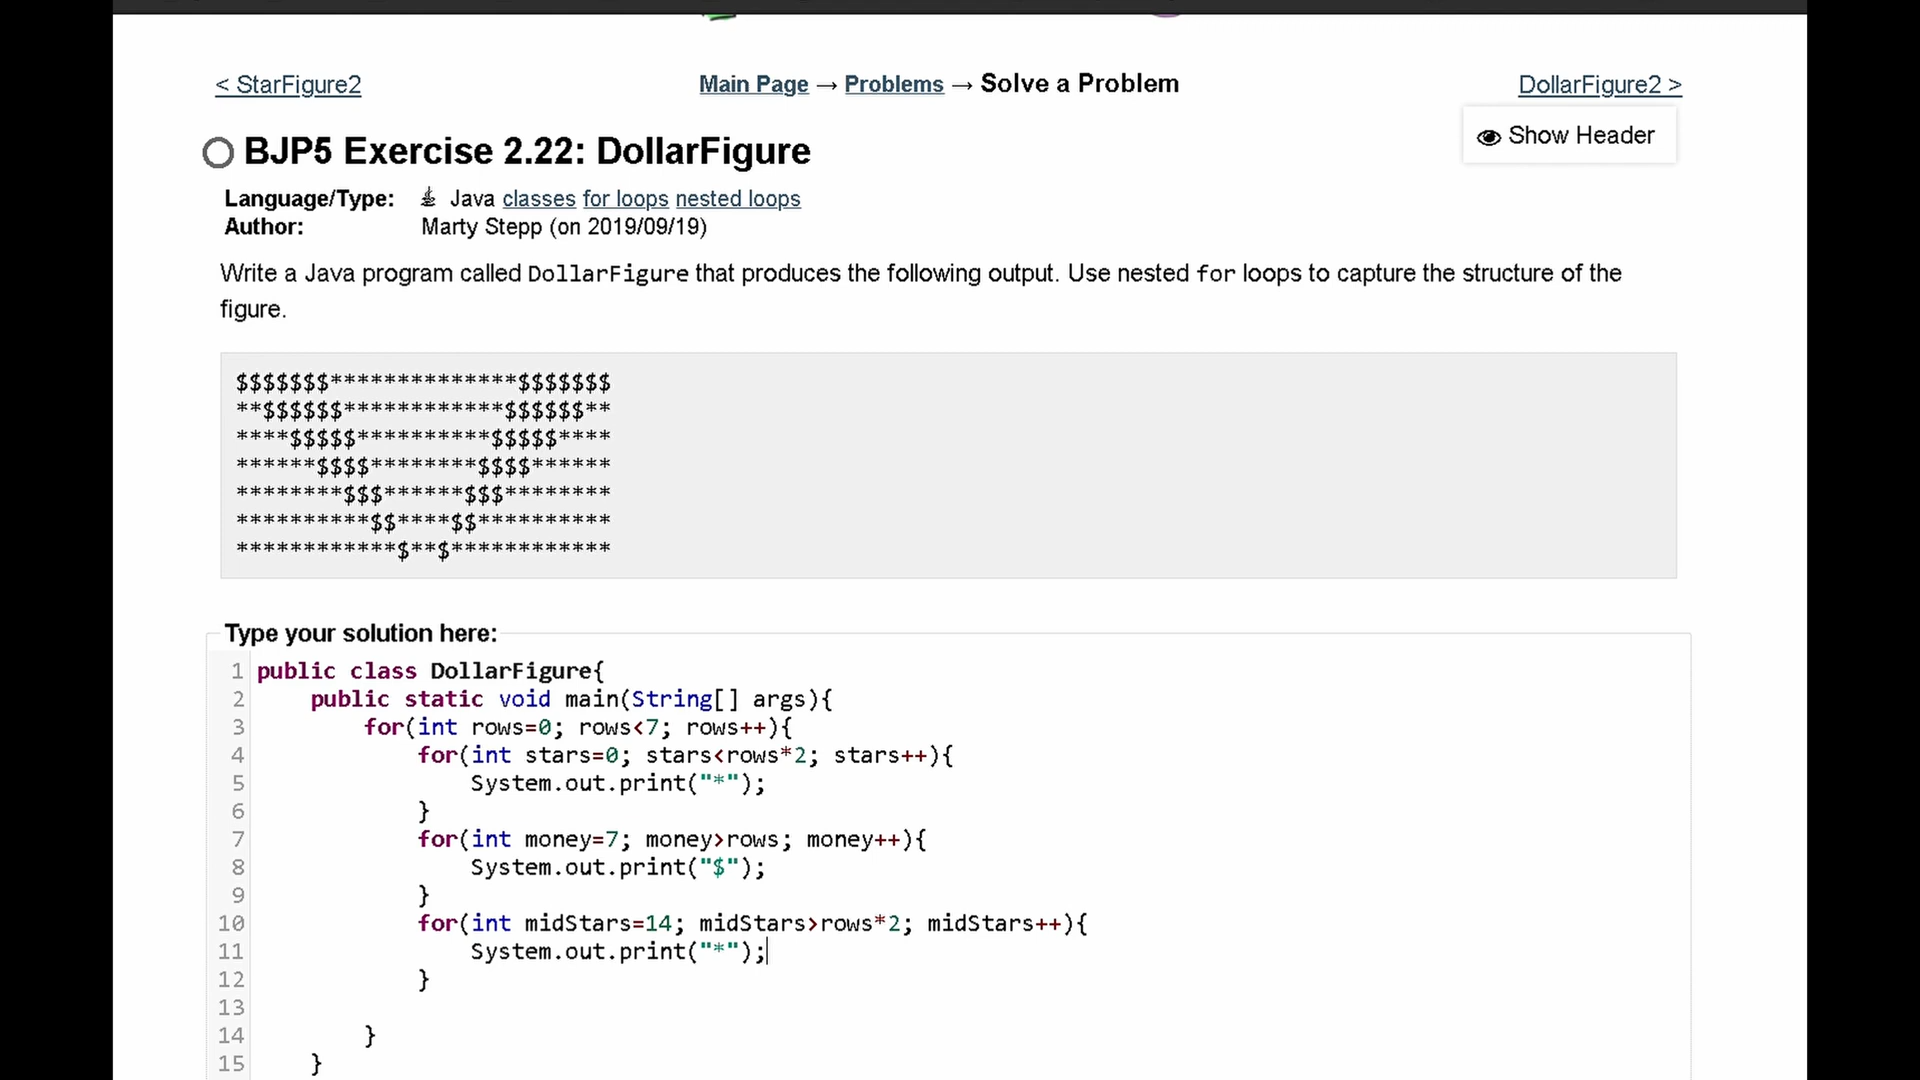 < StarFigure2
Main Page → Problems → Solve a Problem
DollarFigure2 >
Show Header
BJP5 Exercise 2.22: DollarFigure
Language/Type: Java classes for loops nested loops
Author: Marty Stepp (on 2019/09/19)
Write a Java program called DollarFigure that produces the following output. Use nested for loops to capture the structure of the
figure.
$$$$$$$**************$$$$$$$
**$$$$$$************$$$$$$**
****$$$$$**********$$$$$****
******$$$$********$$$$******
********$$$******$$$********
**********$$****$$**********
************$**$************
Type your solution here:
1 public class DollarFigure{
2     public static void main(String[] args){
3         for(int rows=0; rows<7; rows++){
4             for(int stars=0; stars<rows*2; stars++){
5                 System.out.print("*");
6             }
7             for(int money=7; money>rows; money++){
8                 System.out.print("$");
9             }
10             for(int midStars=14; midStars>rows*2; midStars++){
11                 System.out.print("*");
12             }
13
14         }
15     }